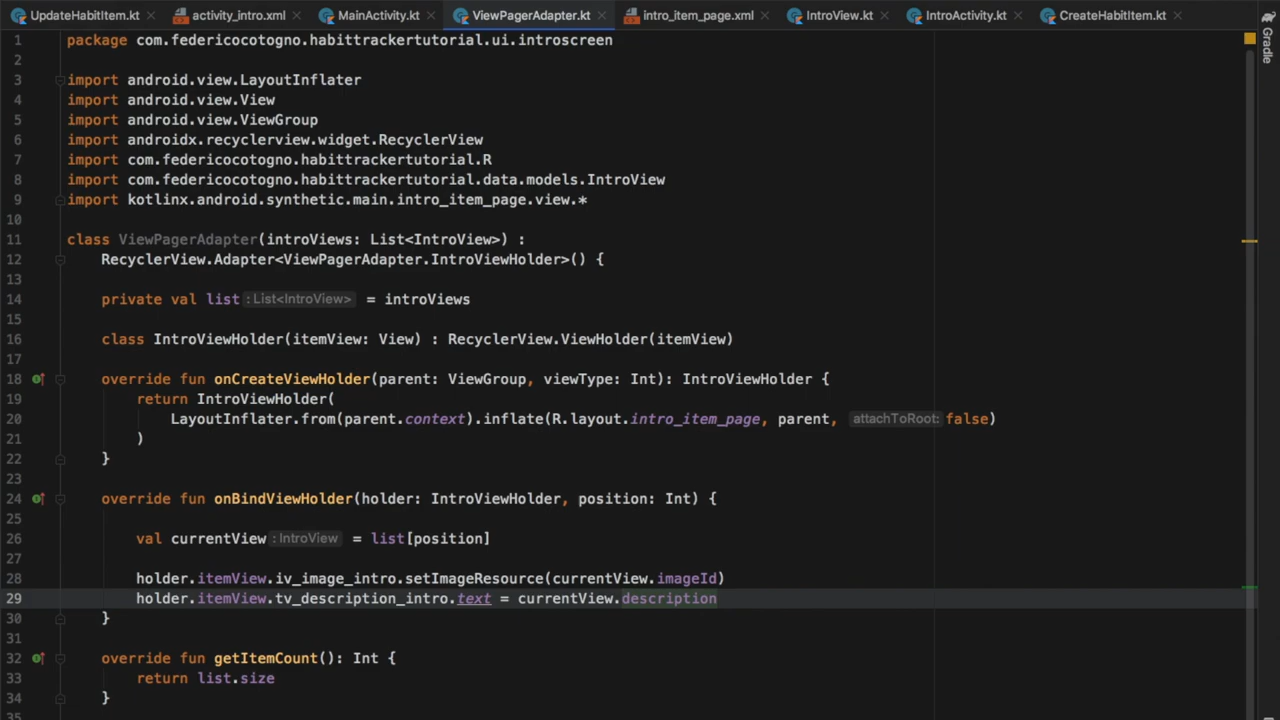 UpdateHabitItem.kt activity_intro.xml MainActivity.kt ViewPagerAdapter.kt intro_item_page.xml IntroView.kt IntroActivity.kt CreateHabitItem.kt
Gradle
1 package com.federicocotogno.habittrackertutorial.ui.introscreen
2
3 import android.view.LayoutInflater
4 import android.view.View
5 import android.view.ViewGroup
6 import androidx.recyclerview.widget.RecyclerView
7 import com.federicocotogno.habittrackertutorial.R
8 import com.federicocotogno.habittrackertutorial.data.models.IntroView
9 import kotlinx.android.synthetic.main.intro_item_page.view.*
10
11 class ViewPagerAdapter(introViews: List<IntroView>) :
12 RecyclerView.Adapter<ViewPagerAdapter.IntroViewHolder>() {
13
14 private val list : List<IntroView> = introViews
15
16 class IntroViewHolder(itemView: View) : RecyclerView.ViewHolder(itemView)
17
18 override fun onCreateViewHolder(parent: ViewGroup, viewType: Int): IntroViewHolder {
19 return IntroViewHolder(
20 LayoutInflater.from(parent.context).inflate(R.layout.intro_item_page, parent, attachToRoot: false)
21 )
22 }
23
24 override fun onBindViewHolder(holder: IntroViewHolder, position: Int) {
25
26 val currentView : IntroView = list[position]
27
28 holder.itemView.iv_image_intro.setImageResource(currentView.imageId)
29 holder.itemView.tv_description_intro.text = currentView.description
30 }
31
32 override fun getItemCount(): Int {
33 return list.size
34 }
35